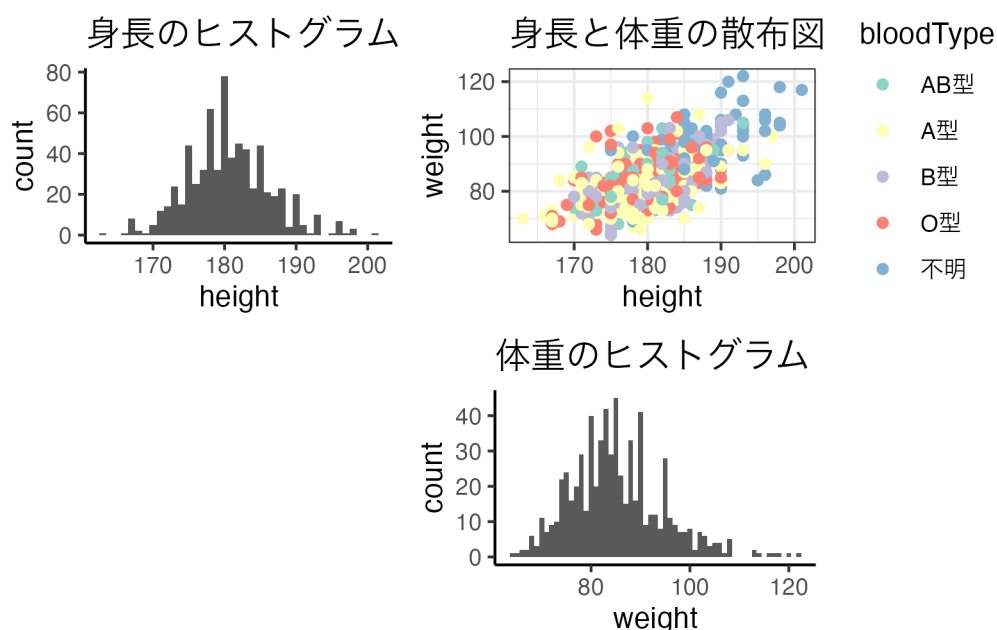 身長のヒストグラム
80
60
40
20
0
count
170 180 190 200
height
身長と体重の散布図
120
100
80
weight
170 180 190 200
height
bloodType
AB型
A型
B型
O型
不明
体重のヒストグラム
40
30
20
10
0
count
80 100 120
weight